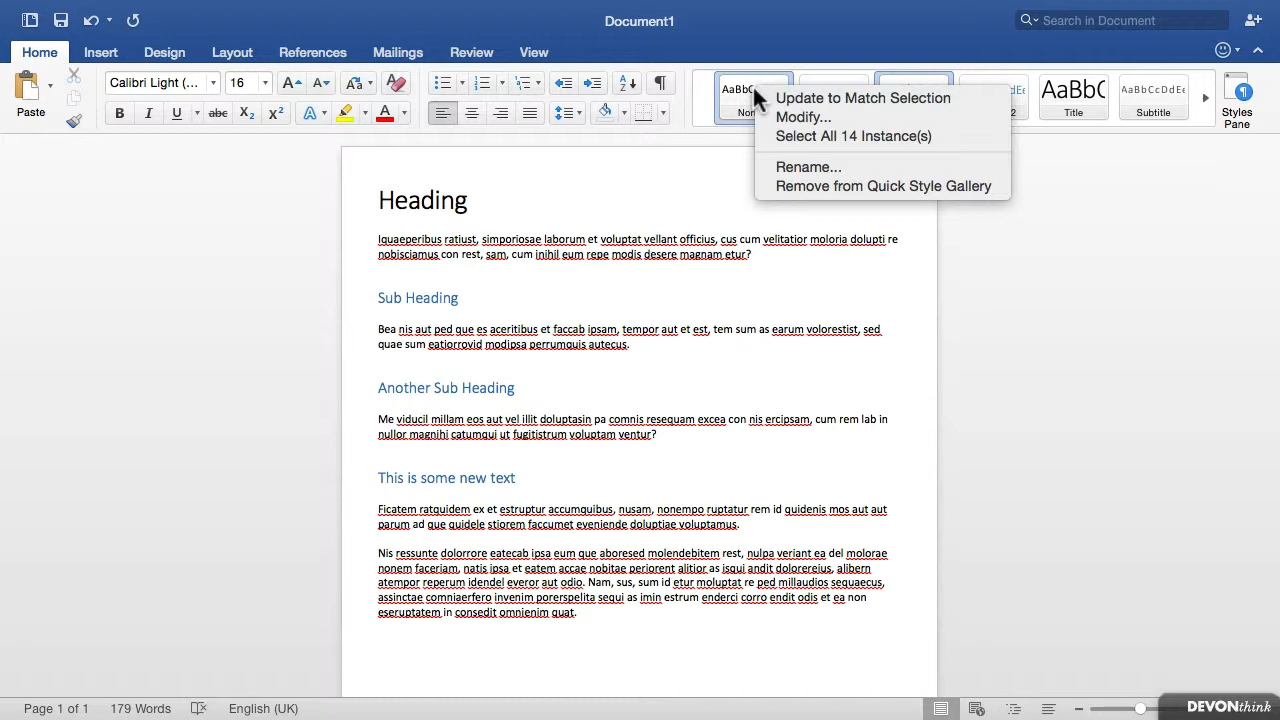 Document1
Search in Document
Home Insert Design Layout References Mailings Review View
Paste
Calibri Light (... 16
B I U abc X2 X2
AaBbC
AaBbC( AaBbCcDdEe
Title Subtitle
Styles
Pane
Update to Match Selection
Modify...
Select All 14 Instance(s)
Rename...
Remove from Quick Style Gallery
Heading
Iquaeperibus ratiust, simporiosae laborum et voluptat vellant officius, cus cum velitatior moloria dolupti re
nobisciamus con rest, sam, cum inihil eum repe modis desere magnam etur?
Sub Heading
Bea nis aut ped que es aceritibus et faccab ipsam, tempor aut et est, tem sum as earum volorestist, sed
quae sum eatiorrovid modipsa perrumquis autecus.
Another Sub Heading
Me viducil millam eos aut vel illit doluptasin pa comnis resequam excea con nis ercipsam, cum rem lab in
nullor magnihi catumqui ut fugitistrum voluptam ventur?
This is some new text
Ficatem ratquidem ex et estruptur accumquibus, nusam, nonempo ruptatur rem id quidenis mos aut aut
parum ad que quidele stiorem faccumet eveniende doluptiae voluptamus.
Nis ressunte dolorrore eatecab ipsa eum que aboresed molendebitem rest, nulpa veriant ea del molorae
nonem faceriam, natis ipsa et eatem accae nobitae periorent alitior as isqui andit dolorereius, alibern
atempor reperum idendel everor aut odio. Nam, sus, sum id etur moluptat re ped millaudios sequaecus,
assinctae comniaerfero invenim porerspelita sequi as imin estrum enderci corro endit odis et ea non
eseruptatem in consedit omnienim quat.
Page 1 of 1 179 Words English (UK)
DEVONthink